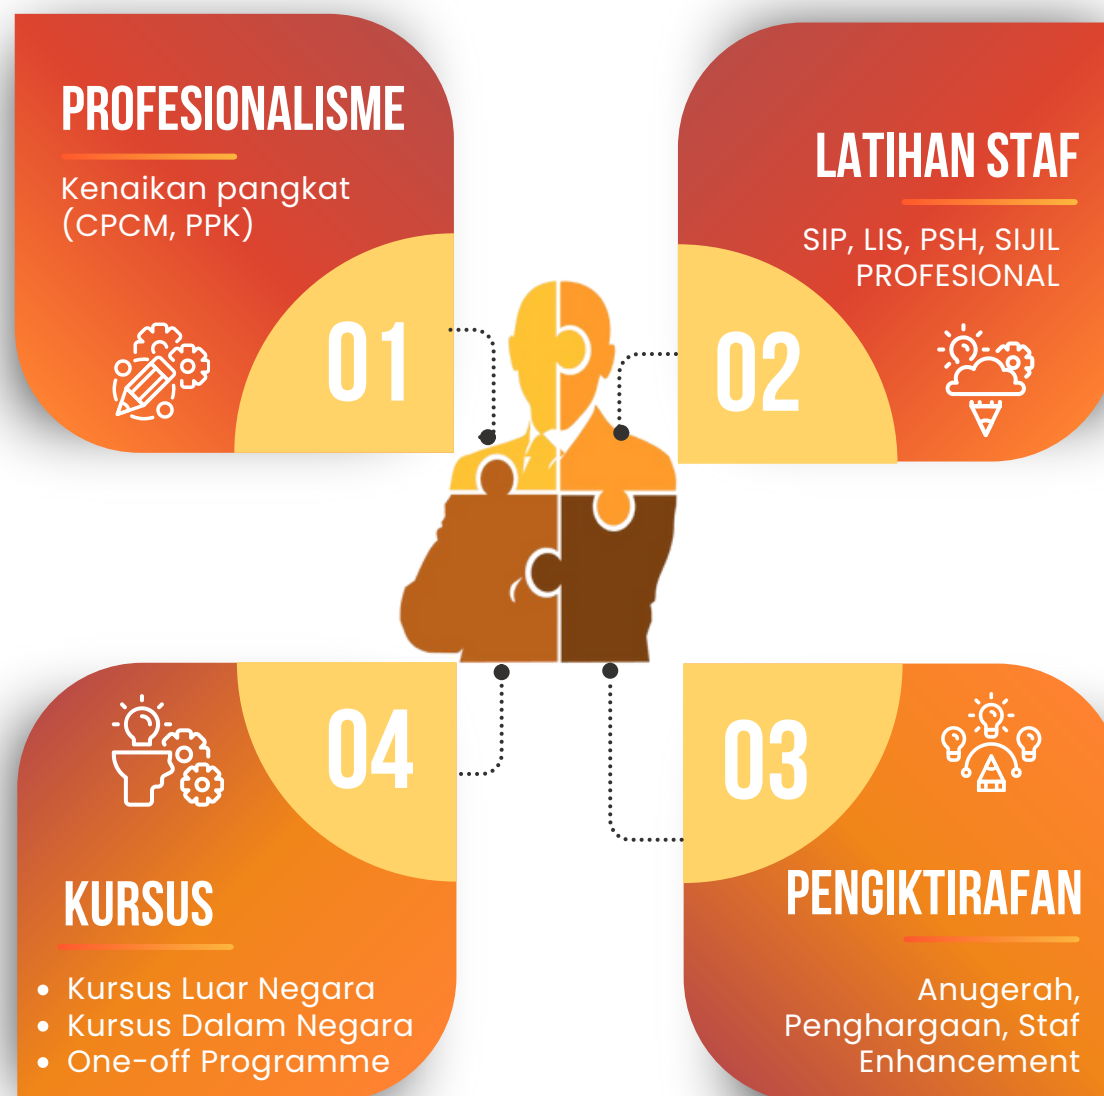 PROFESIONALISME
Kenaikan pangkat
(CPCM, PPK)
01
LATIHAN STAF
SIP, LIS, PSH, SIJIL
PROFESIONAL
02
03
PENGIKTIRAFAN
Anugerah,
Penghargaan, Staf
Enhancement
04
KURSUS
• Kursus Luar Negara
• Kursus Dalam Negara
• One-off Programme